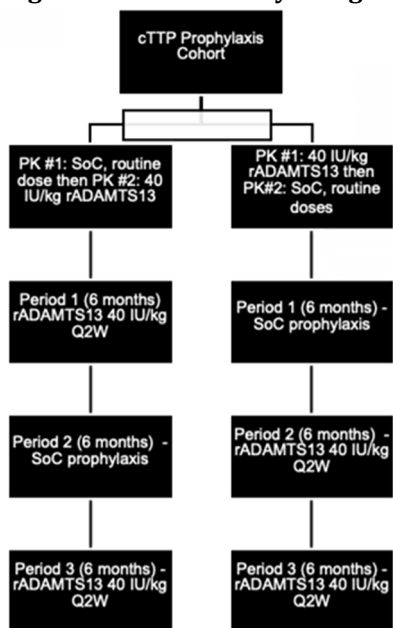 cTTP Prophylaxis
Cohort
PK #1: SoC, routine
dose then PK #2: 40
IU/kg rADAMTS13
PK #1: 40 IU/kg
rADAMTS13 then
PK#2: SoC, routine
doses
Period 1 (6 months)
rADAMTS13 40 IU/kg
Q2W
Period 1 (6 months) -
SoC prophylaxis
Period 2 (6 months) -
SoC prophylaxis
Period 2 (6 months) -
rADAMTS13 40 IU/kg
Q2W
Period 3 (6 months) -
rADAMTS13 40 IU/kg
Q2W
Period 3 (6 months) -
rADAMTS13 40 IU/kg
Q2W